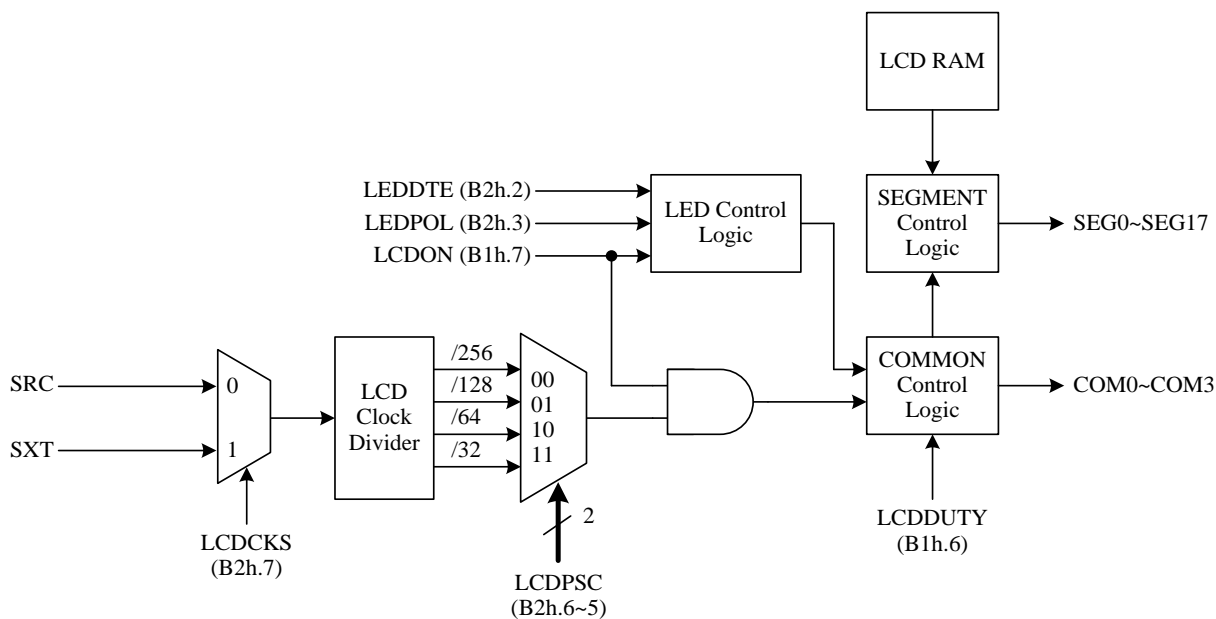 LCD RAM
LEDDTE (B2h.2)
LEDPOL (B2h.3)
LCDON (B1h.7)
LED Control
Logic
SEGMENT
Control
Logic
SEG0~SEG17
SRC
SXT
0
1
LCDCKS
(B2h.7)
LCD
Clock
Divider
/256
/128
/64
/32
00
01
10
11
2
LCDPSC
(B2h.6~5)
COMMON
Control
Logic
COM0~COM3
LCDDUTY
(B1h.6)